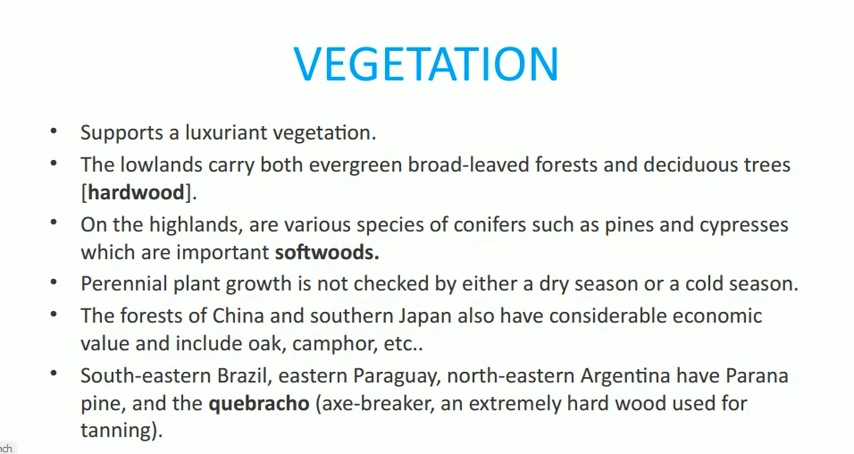 VEGETATION
• Supports a luxuriant vegetation.
• The lowlands carry both evergreen broad-leaved forests and deciduous trees
[hardwood].
• On the highlands, are various species of conifers such as pines and cypresses
which are important softwoods.
• Perennial plant growth is not checked by either a dry season or a cold season.
• The forests of China and southern Japan also have considerable economic
value and include oak, camphor, etc..
• South-eastern Brazil, eastern Paraguay, north-eastern Argentina have Parana
pine, and the quebracho (axe-breaker, an extremely hard wood used for
tanning).
nch